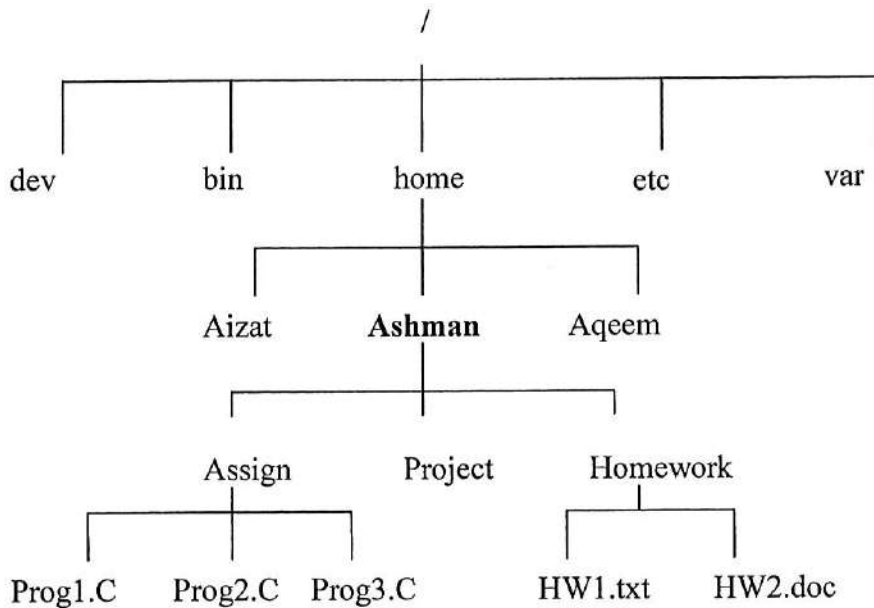 /
dev bin home etc var
Aizat Ashman Aqeem
Assign Project Homework
Prog1.C Prog2.C Prog3.C HW1.txt HW2.doc